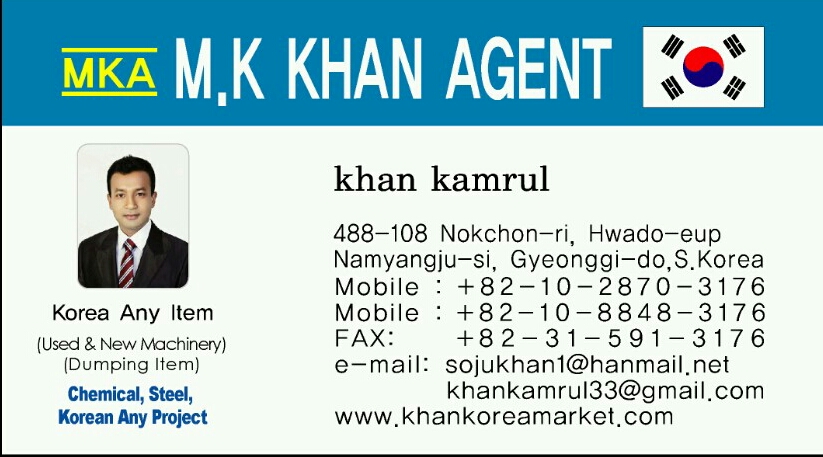 MKA M.K KHAN AGENT
khan kamrul
488-108 Nokchon-ri, Hwado-eup
Namyangju-si, Gyeonggi-do,S.Korea
Mobile : +82-10-2870-3176
Mobile : +82-10-8848-3176
FAX: +82-31-591-3176
e-mail: sojukhan1@hanmail.net
khankamrul33@gmail.com
www.khankoreamarket.com
Korea Any Item
(Used & New Machinery)
(Dumping Item)
Chemical, Steel,
Korean Any Project